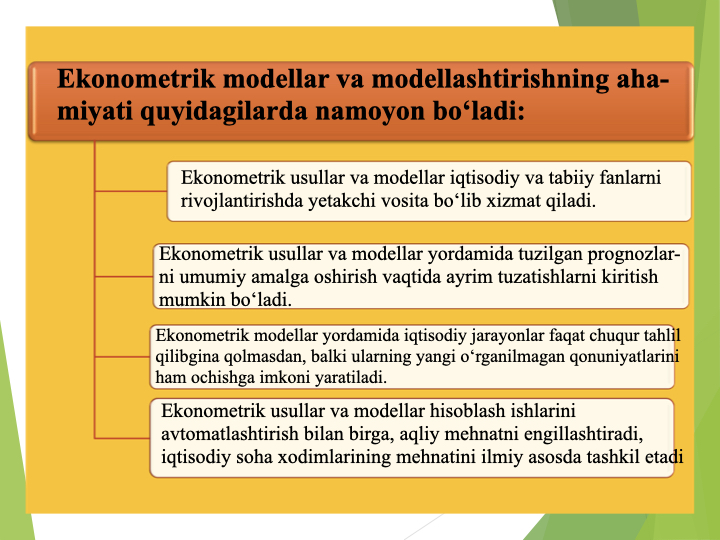 Ekonometrik modellar va modellashtirishning aha-
miyati quyidagilarda namoyon bo‘ladi:
Ekonometrik usullar va modellar iqtisodiy va tabiiy fanlarni
rivojlantirishda yetakchi vosita bo‘lib xizmat qiladi.
Ekonometrik usullar va modellar yordamida tuzilgan prognozlar-
ni umumiy amalga oshirish vaqtida ayrim tuzatishlarni kiritish
mumkin bo‘ladi.
Ekonometrik modellar yordamida iqtisodiy jarayonlar faqat chuqur tahlil
qilibgina qolmasdan, balki ularning yangi o‘rganilmagan qonuniyatlarini
ham ochishga imkoni yaratiladi.
Ekonometrik usullar va modellar hisoblash ishlarini
avtomatlashtirish bilan birga, aqliy mehnatni engillashtiradi,
iqtisodiy soha xodimlarining mehnatini ilmiy asosda tashkil etadi